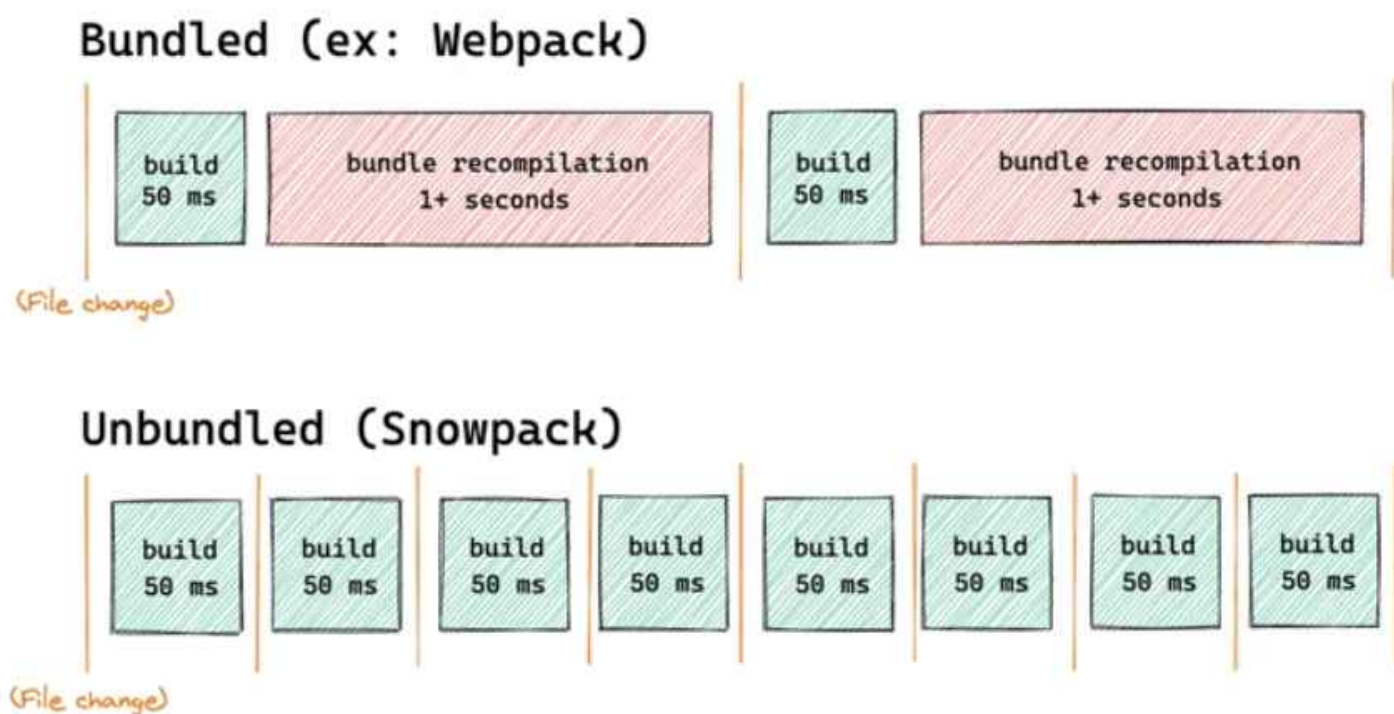 Bundled (ex: Webpack)
build
50 ms
bundle recompilation
1+ seconds
build
50 ms
bundle recompilation
1+ seconds
(File change)
Unbundled (Snowpack)
build
50 ms
build
50 ms
build
50 ms
build
50 ms
build
50 ms
build
50 ms
build
50 ms
build
50 ms
(File change)